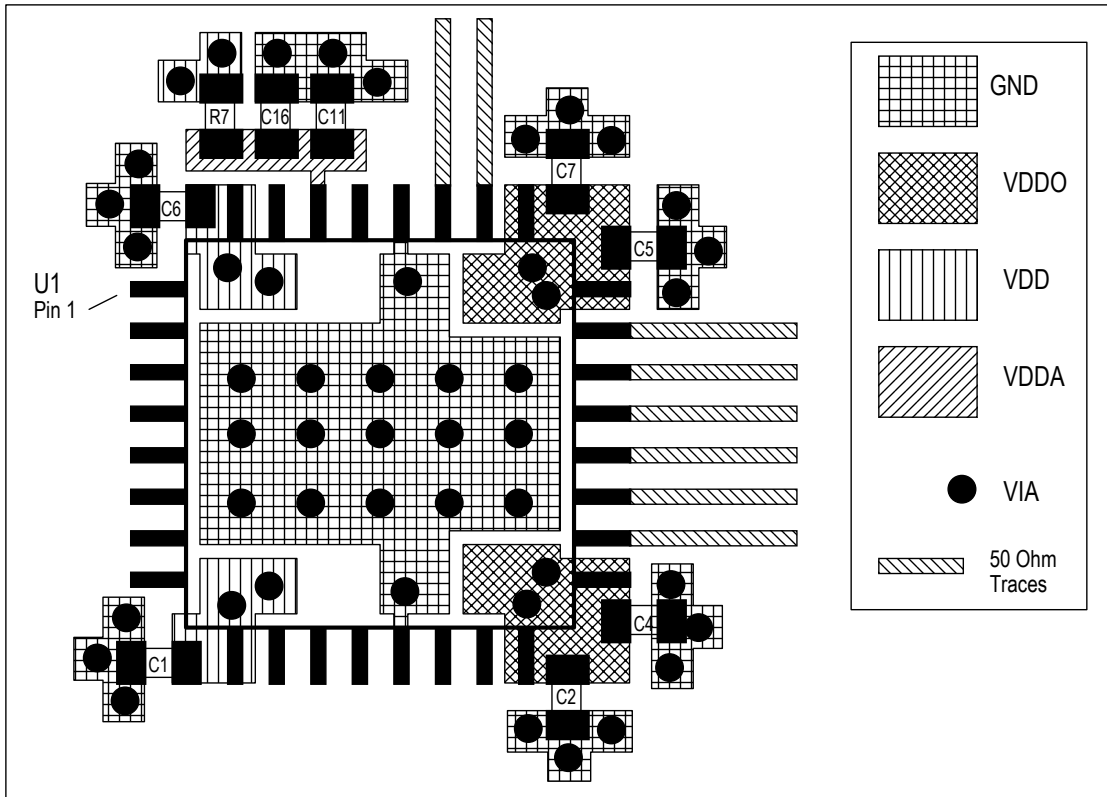 R7
C16
C11
C7
C6
C5
U1
Pin 1
C1
C4
C2
GND
VDDO
VDD
VDDA
VIA
50 Ohm
Traces